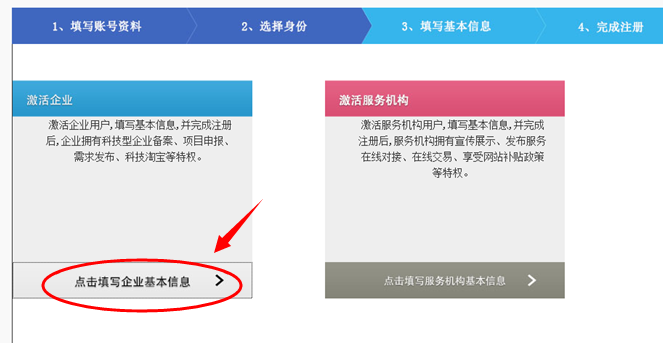 1、填写账号资料
2、选择身份
3、填写基本信息
4、完成注册
激活企业
激活企业用户,填写基本信息,并完成注册
后,企业拥有科技型企业备案、项目申报、
需求发布、科技淘宝等特权。
点击填写企业基本信息
激活服务机构
激活服务机构用户,填写基本信息,并完成
注册后,服务机构拥有宣传展示、发布服务
在线对接、在线交易、享受网站补贴政策
等特权。
点击填写服务机构基本信息